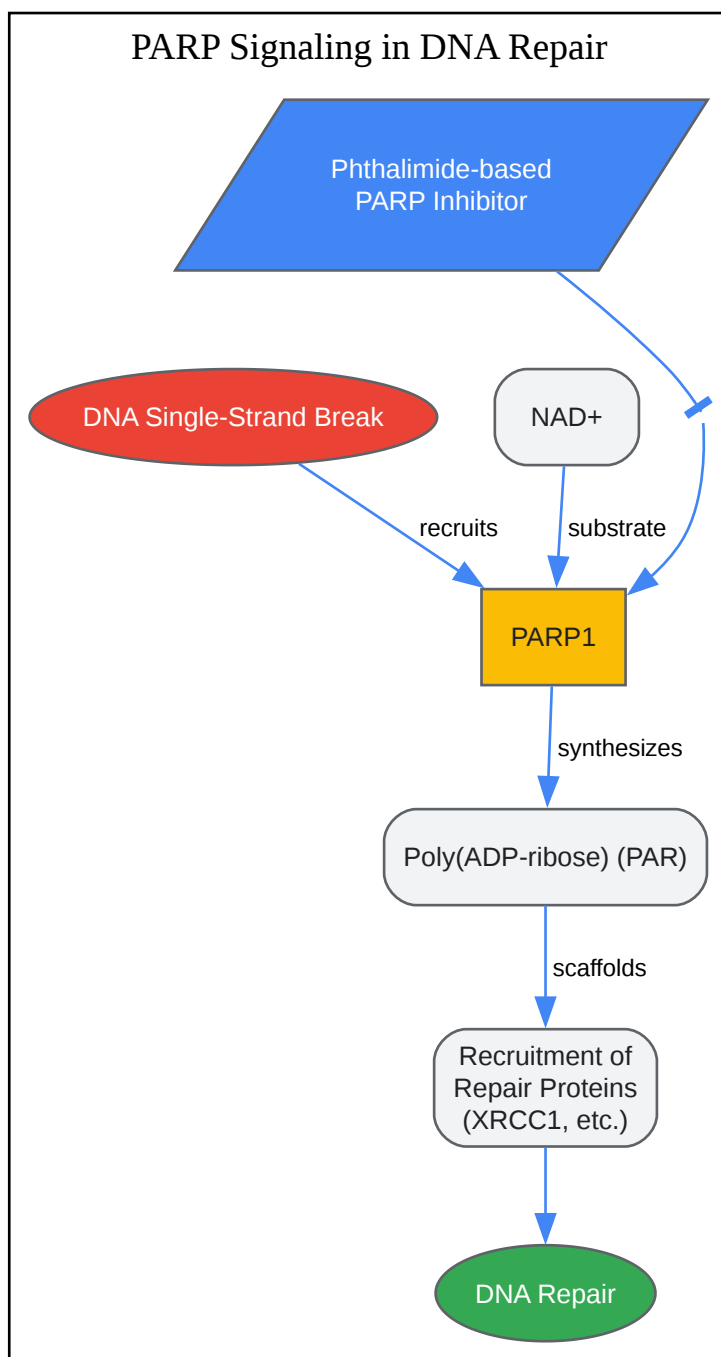 PARP Signaling in DNA Repair
Phthalimide-based
PARP Inhibitor
DNA Single-Strand Break
NAD+
recruits
substrate
PARP1
synthesizes
Poly(ADP-ribose) (PAR)
scaffolds
Recruitment of
Repair Proteins
(XRCC1, etc.)
DNA Repair